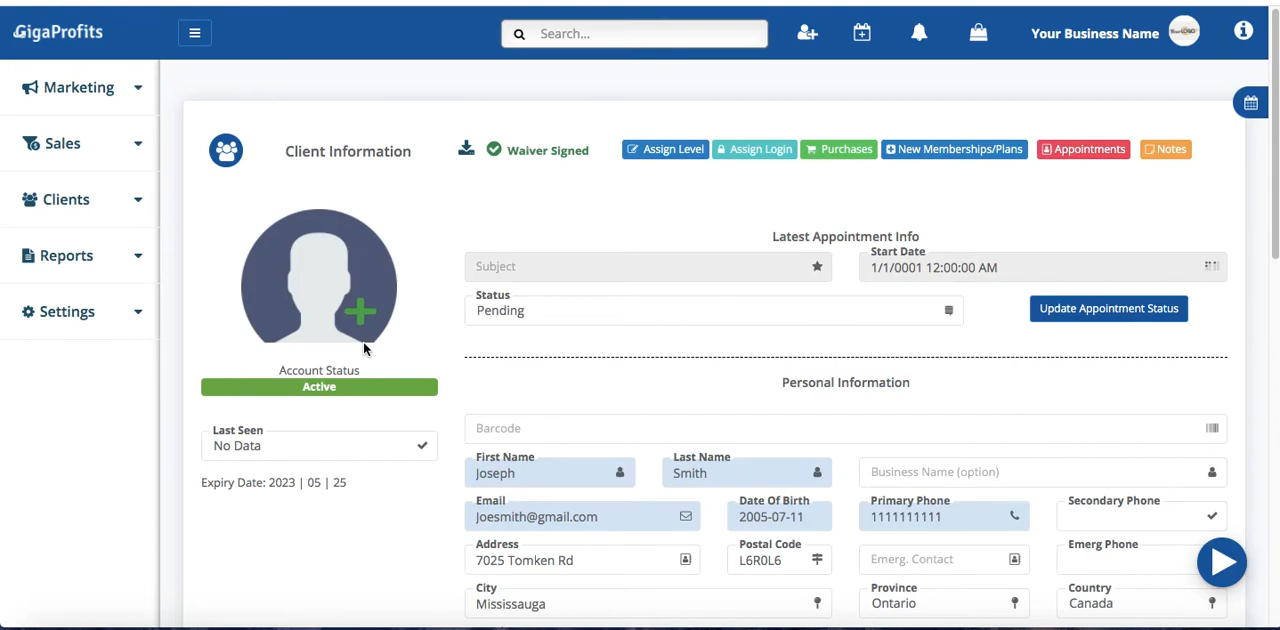 GigaProfits
Search...
Your Business Name
Marketing
Sales
Clients
Reports
Settings
Client Information
Waiver Signed
Assign Level
Assign Login
Purchases
New Memberships/Plans
Appointments
Notes
Latest Appointment Info
Subject
Start Date
1/1/0001 12:00:00 AM
Status
Pending
Update Appointment Status
Account Status
Active
Last Seen
No Data
Expiry Date: 2023 | 05 | 25
Personal Information
Barcode
First Name
Joseph
Last Name
Smith
Business Name (option)
Email
Joesmith@gmail.com
Date Of Birth
2005-07-11
Primary Phone
1111111111
Secondary Phone
Address
7025 Tomken Rd
Postal Code
L6R0L6
Emerg. Contact
Emerg Phone
City
Mississauga
Province
Ontario
Country
Canada